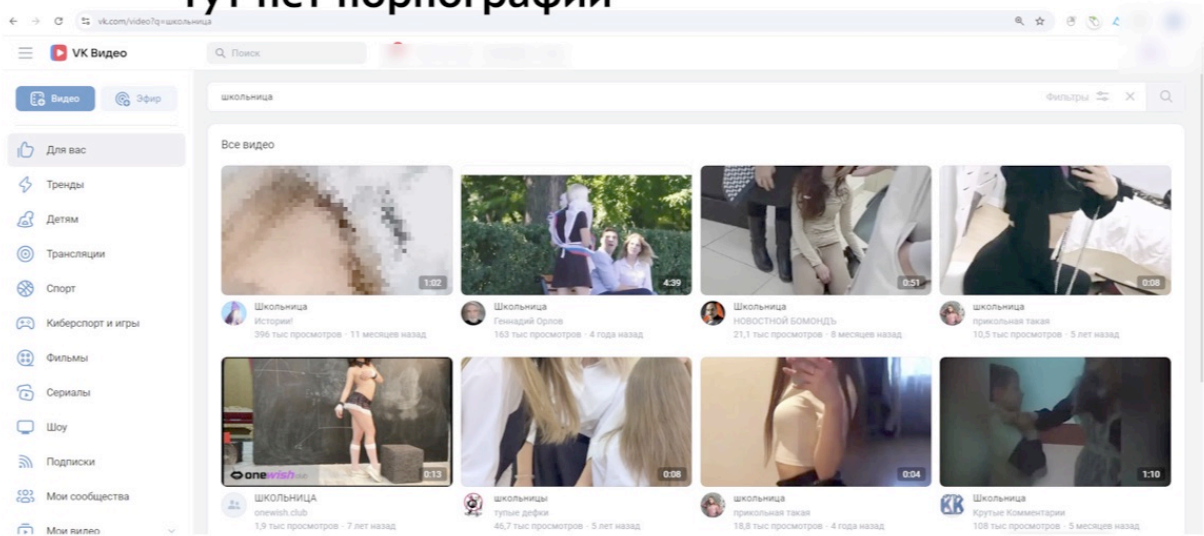 тут нет порнографии
vk.com/video?q=школьница
VK Видео
Поиск
Видео
Эфир
школьница
Фильтры
Для вас
Тренды
Детям
Трансляции
Спорт
Киберспорт и игры
Фильмы
Сериалы
Шоу
Подписки
Мои сообщества
Мои видео
Все видео
1:02
4:39
0:51
0:08
Школьница
Истории!
396 тыс просмотров · 11 месяцев назад
Школьница
Геннадий Орлов
163 тыс просмотров · 4 года назад
Школьница
НОВОСТНОЙ БОМОНДЪ
21,1 тыс просмотров · 8 месяцев назад
школьница
прикольная такая
10,5 тыс просмотров · 5 лет назад
onewish
0:13
0:08
0:04
1:10
ШКОЛЬНИЦА
onewish.club
1,9 тыс просмотров · 7 лет назад
школьницы
тупые дефки
46,7 тыс просмотров · 5 лет назад
школьница
прикольная такая
18,8 тыс просмотров · 4 года назад
KK
Школьница
Крутые Комментарии
108 тыс просмотров · 5 месяцев назад